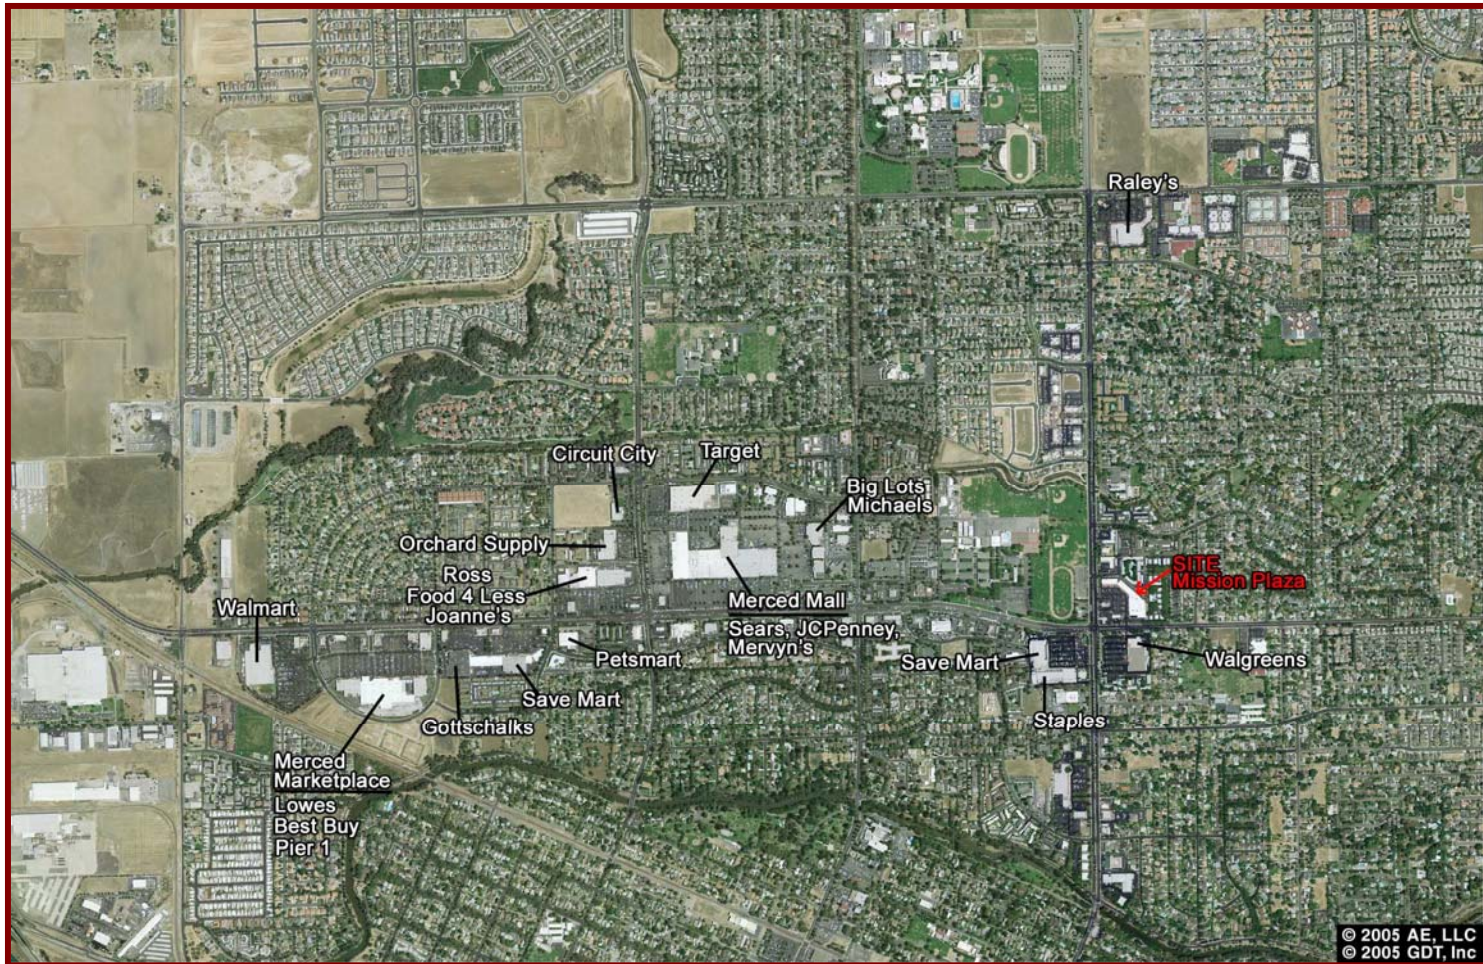 Raley's
Circuit City
Target
Big Lots
Michaels
Orchard Supply
SITE
Mission Plaza
Ross
Food 4 Less
Joanne's
Walmart
Merced Mall
Sears, JCPenney,
Mervyn's
Petsmart
Save Mart
Walgreens
Save Mart
Gottschalks
Staples
Merced
Marketplace
Lowes
Best Buy
Pier 1
© 2005 AE, LLC
© 2005 GDT, Inc